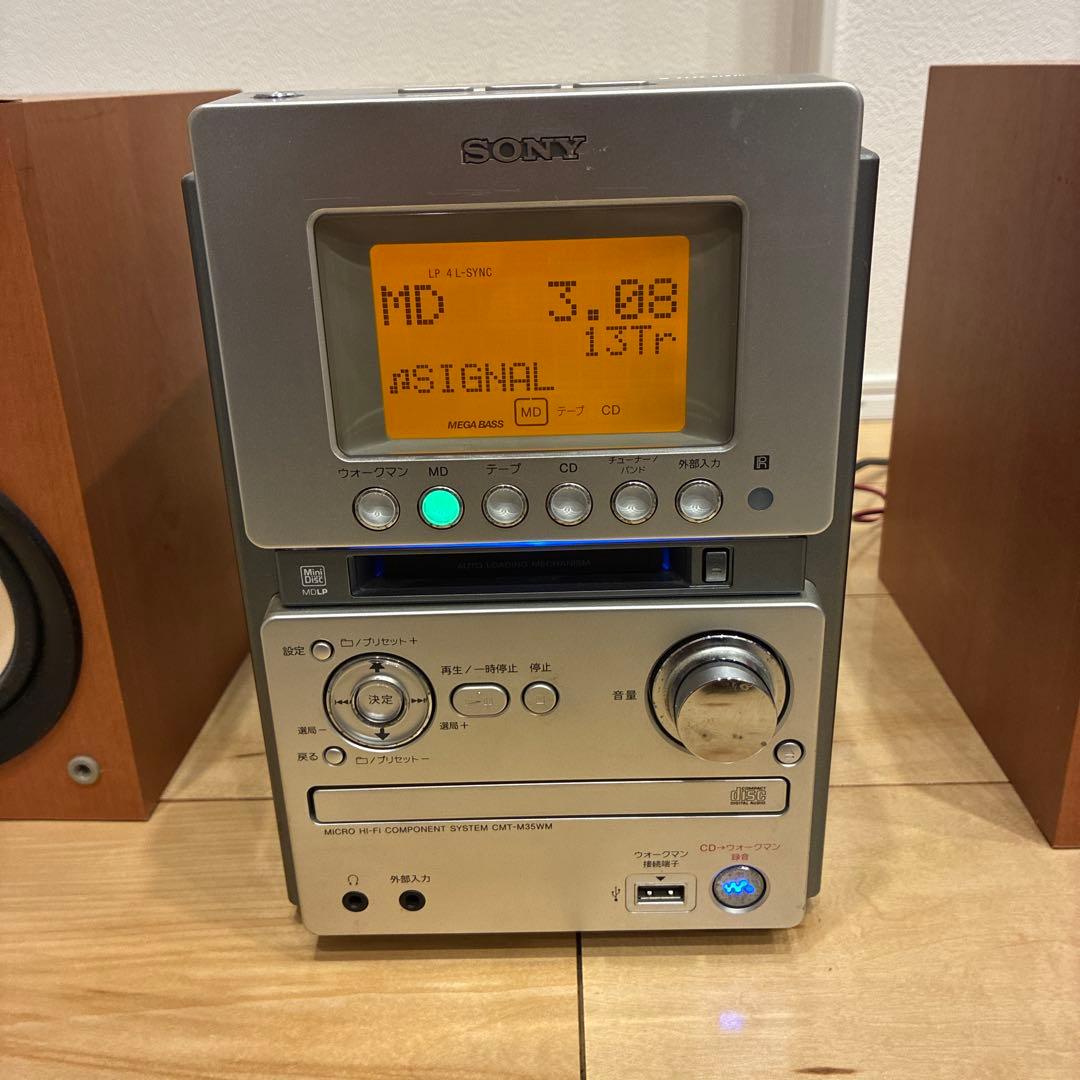 SONY
LP 4 L-SYNC
MD 3.08
13Tr
♫SIGNAL
MEGA BASS MD テープ CD
ウォークマン MD テープ CD チューナー/バンド 外部入力
AUTO LOADING MECHANISM
Mini Disc
MDLP
設定 /プリセット+
決定
選局−
戻る /プリセット−
再生/一時停止 停止
選局+
音量
COMPACT
disc
DIGITAL AUDIO
MICRO HI-FI COMPONENT SYSTEM CMT-M35WM
外部入力
ウォークマン
接続端子
CD→ウォークマン
録音